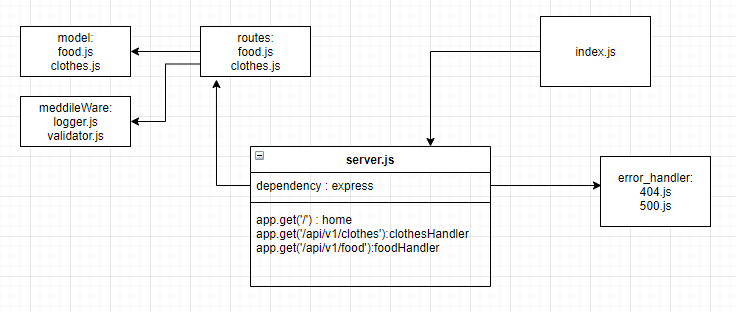 model:
food.js
clothes.js
routes:
food.js
clothes.js
index.js
meddileWare:
logger.js
validator.js
server.js
dependency : express
app.get('/') : home
app.get('/api/v1/clothes'):clothesHandler
app.get('/api/v1/food'):foodHandler
error_handler:
404.js
500.js